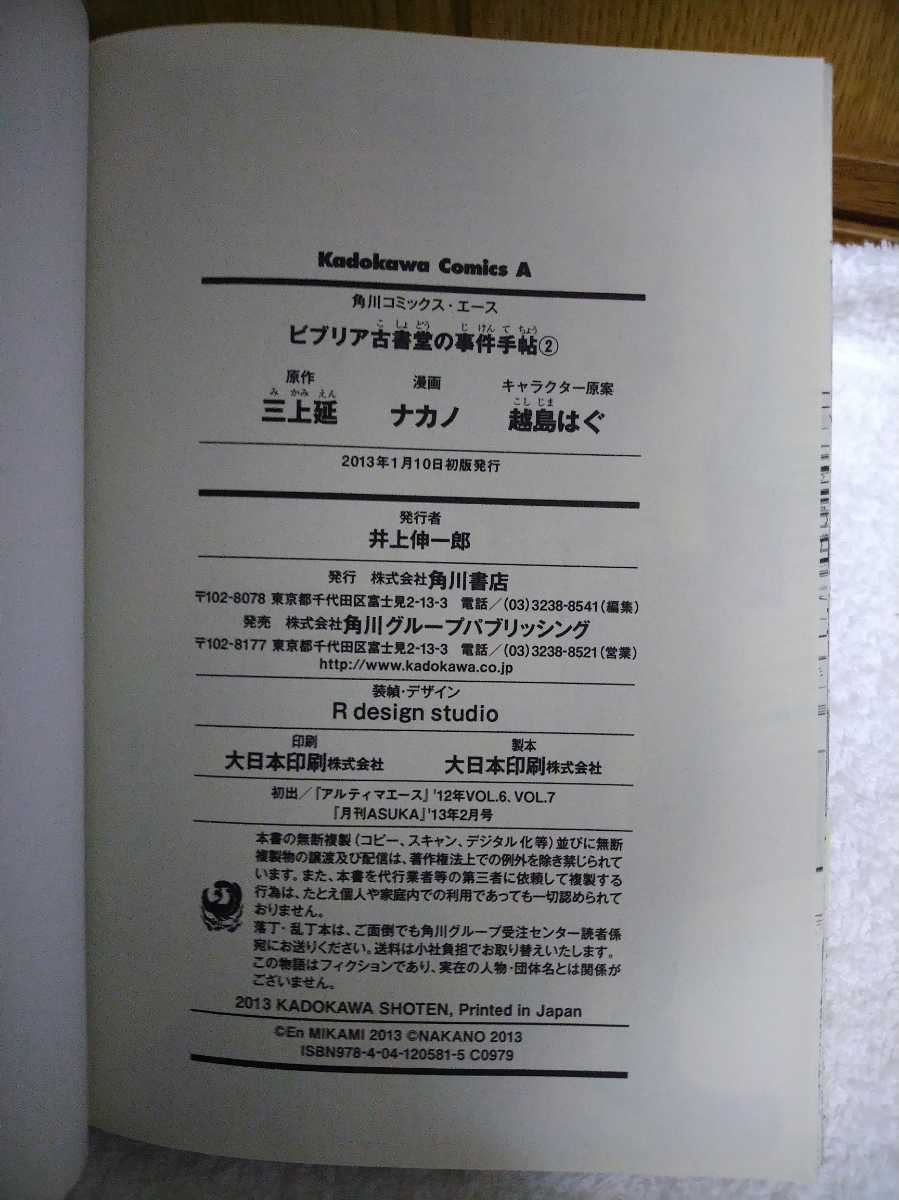 Kadokawa Comics A
角川コミックス・エース
ビブリア古書堂の事件手帖②
こ しょ どう じ けん て ちょう
原作 漫画 キャラクター原案
み かみ えん こし じま
三上延 ナカノ 越島はぐ
2013年1月10日初版発行
発行者
井上伸一郎
発行 株式会社角川書店
〒102-8078 東京都千代田区富士見2-13-3 電話/(03)3238-8541(編集)
発売 株式会社角川グループパブリッシング
〒102-8177 東京都千代田区富士見2-13-3 電話/(03)3238-8521(営業)
http://www.kadokawa.co.jp
装幀・デザイン
R design studio
印刷 製本
大日本印刷株式会社 大日本印刷株式会社
初出/『アルティマエース』'12年VOL.6、VOL.7
『月刊ASUKA』'13年2月号
本書の無断複製(コピー、スキャン、デジタル化等)並びに無断
複製物の譲渡及び配信は、著作権法上での例外を除き禁じられて
います。また、本書を代行業者等の第三者に依頼して複製する
行為は、たとえ個人や家庭内での利用であっても一切認められて
おりません。
落丁・乱丁本は、ご面倒でも角川グループ受注センター読者係
宛にお送りください。送料は小社負担でお取り替えいたします。
この物語はフィクションであり、実在の人物・団体名とは関係が
ございません。
2013 KADOKAWA SHOTEN, Printed in Japan
©En MIKAMI 2013 ©NAKANO 2013
ISBN978-4-04-120581-5 C0979